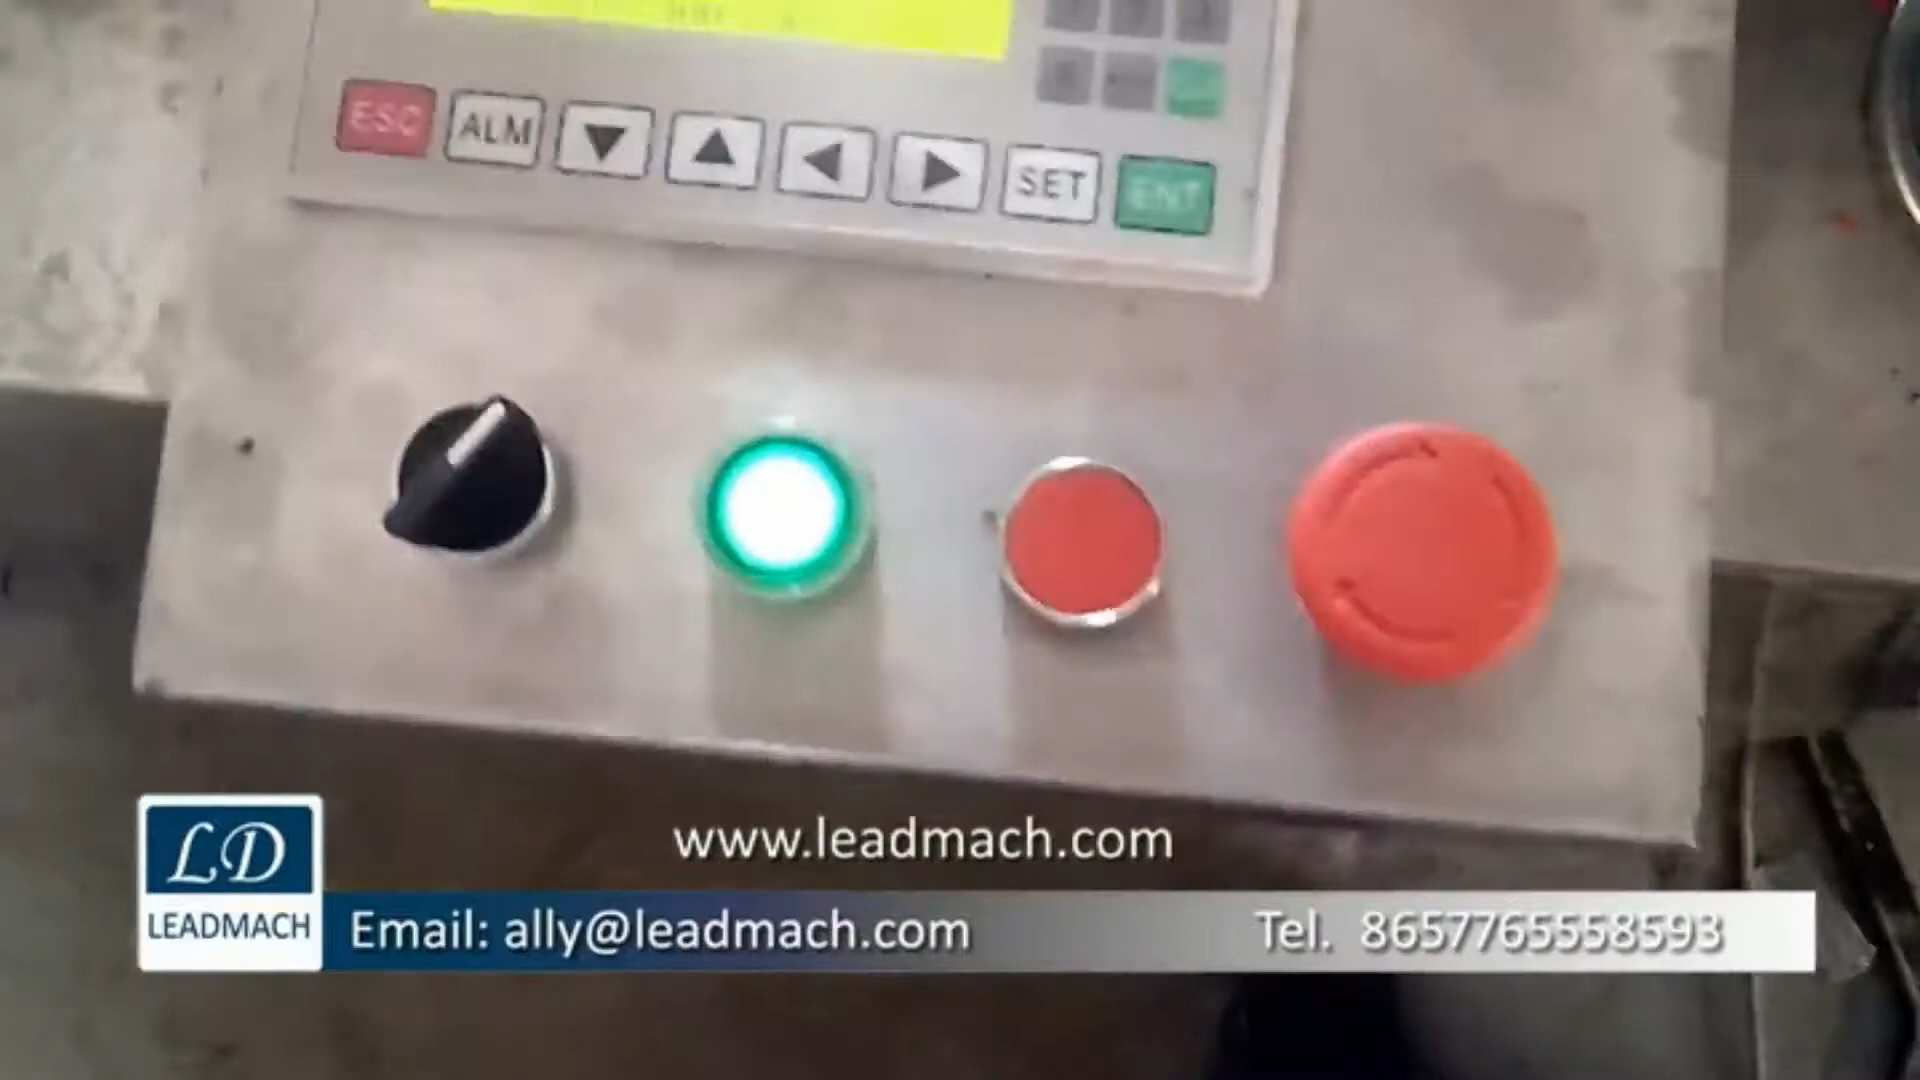 ESC ALM SET ENT
www.leadmach.com
LD
LEADMACH
Email: ally@leadmach.com Tel. 8657765558593